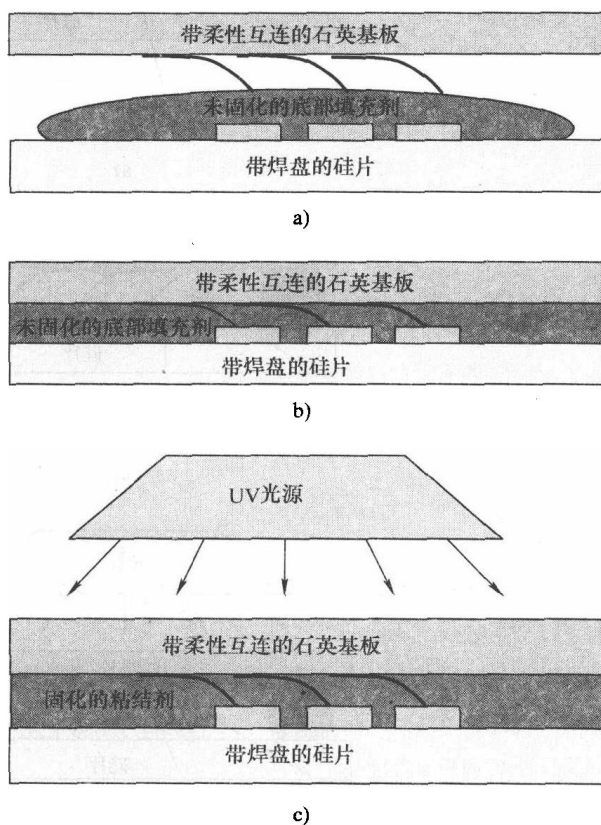 带柔性互连的石英基板
未固化的底部填充剂
带焊盘的硅片
a)
带柔性互连的石英基板
未固化的底部填充剂
带焊盘的硅片
b)
UV光源
带柔性互连的石英基板
固化的粘结剂
带焊盘的硅片
c)